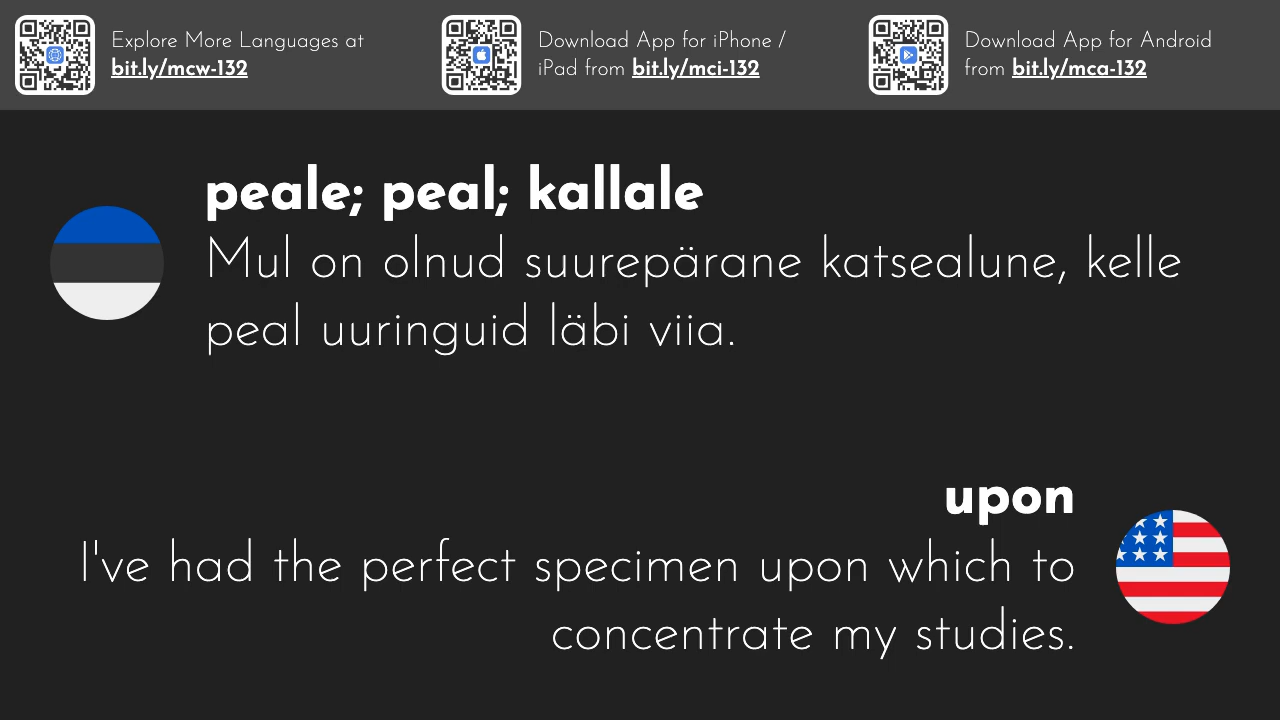 Explore More Languages at
bit.ly/mcw-132
Download App for iPhone /
iPad from bit.ly/mci-132
Download App for Android
from bit.ly/mca-132
peale; peal; kallale
Mul on olnud suurepärane katsealune, kelle
peal uuringuid läbi viia.
upon
I've had the perfect specimen upon which to
concentrate my studies.